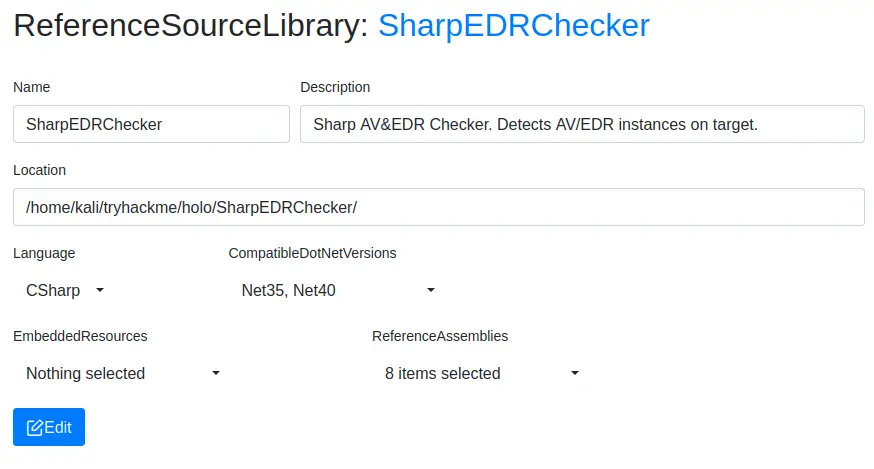 ReferenceSourceLibrary: SharpEDRChecker
Name
Description
SharpEDRChecker
Sharp AV&EDR Checker. Detects AV/EDR instances on target.
Location
/home/kali/tryhackme/holo/SharpEDRChecker/
Language
CompatibleDotNetVersions
CSharp
Net35, Net40
EmbeddedResources
ReferenceAssemblies
Nothing selected
8 items selected
Edit